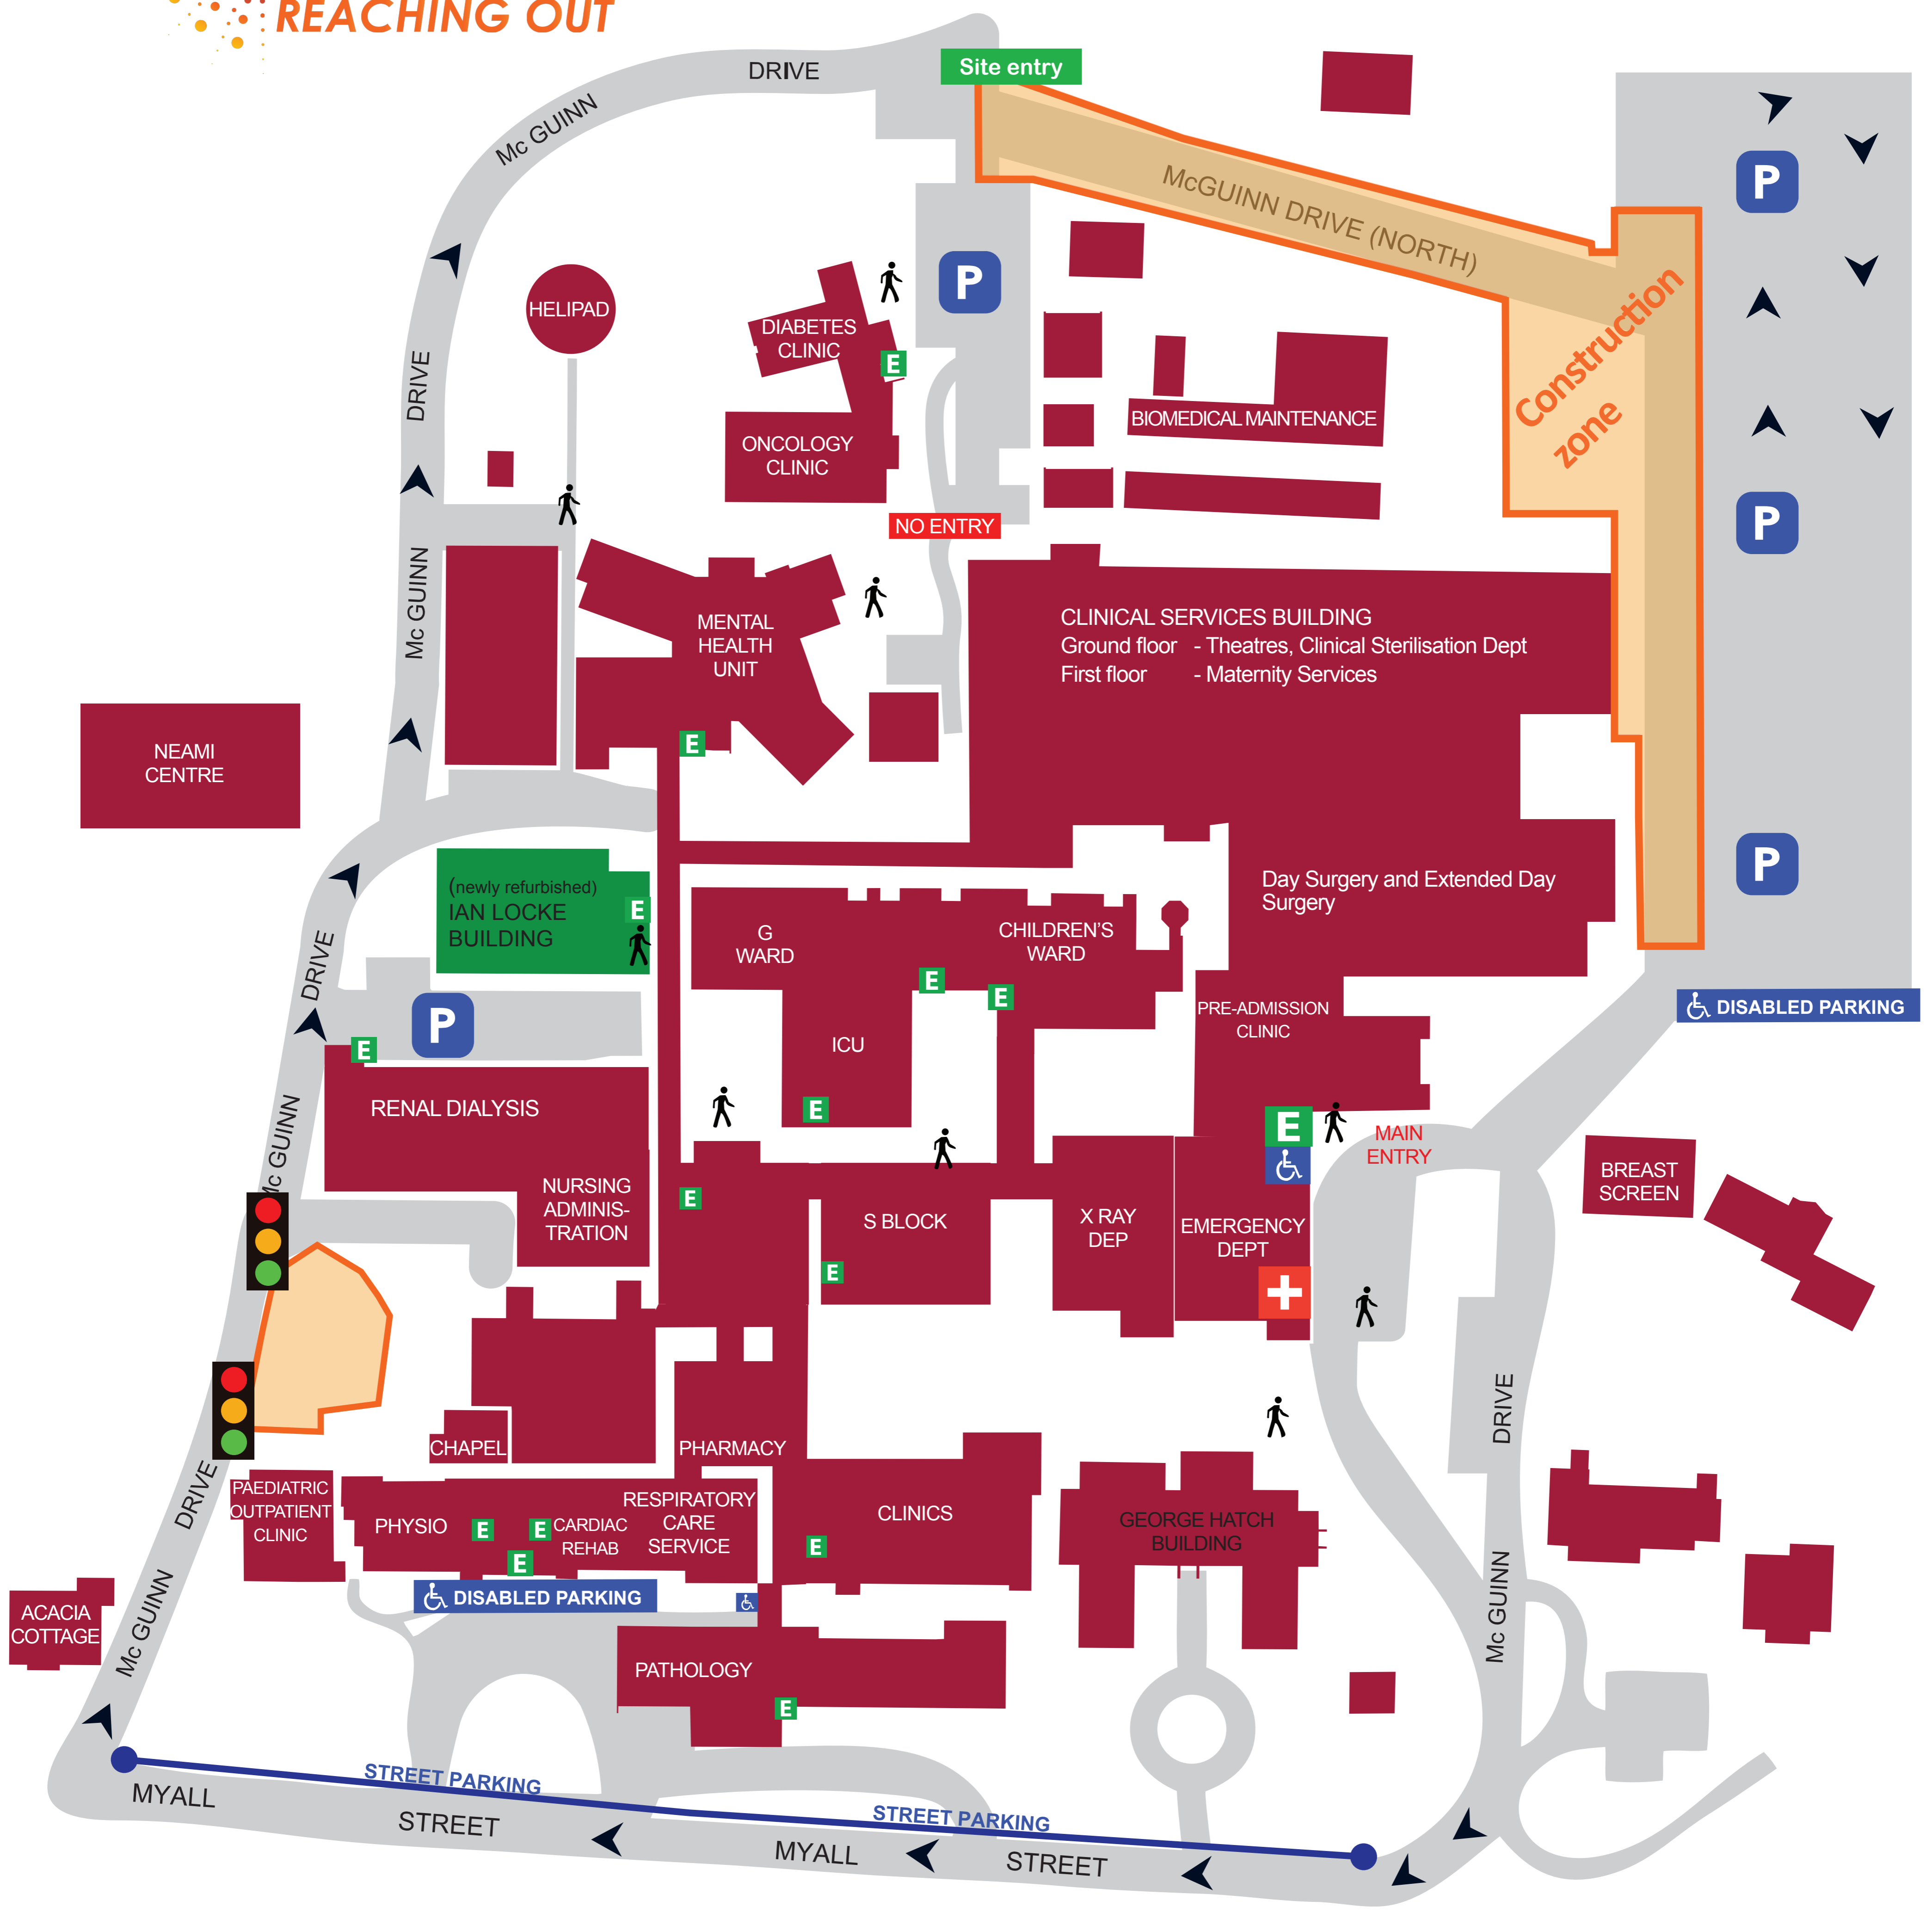 REACHING OUT
Site entry
DRIVE
Mc GUINN
McGUINN DRIVE (NORTH)
P
P
HELIPAD
DIABETES
CLINIC
E
DRIVE
Construction
zone
BIOMEDICAL MAINTENANCE
ONCOLOGY
CLINIC
NO ENTRY
P
Mc GUINN
MENTAL
HEALTH
UNIT
CLINICAL SERVICES BUILDING
Ground floor - Theatres, Clinical Sterilisation Dept
First floor - Maternity Services
E
NEAMI
CENTRE
P
(newly refurbished)
IAN LOCKE
BUILDING
E
Day Surgery and Extended Day
Surgery
G
WARD
CHILDREN'S
WARD
DRIVE
E
E
PRE-ADMISSION
CLINIC
DISABLED PARKING
P
E
ICU
RENAL DIALYSIS
E
E
MAIN
ENTRY
Mc GUINN
BREAST
SCREEN
NURSING
ADMINIS-
TRATION
E
S BLOCK
X RAY
DEP
EMERGENCY
DEPT
E
DRIVE
CHAPEL
PHARMACY
DRIVE
PAEDIATRIC
OUTPATIENT
CLINIC
PHYSIO
E
E
E
CARDIAC
REHAB
RESPIRATORY
CARE
SERVICE
CLINICS
E
GEORGE HATCH
BUILDING
DISABLED PARKING
Mc GUINN
Mc GUINN
ACACIA
COTTAGE
PATHOLOGY
E
STREET PARKING
STREET PARKING
MYALL
STREET
MYALL
STREET